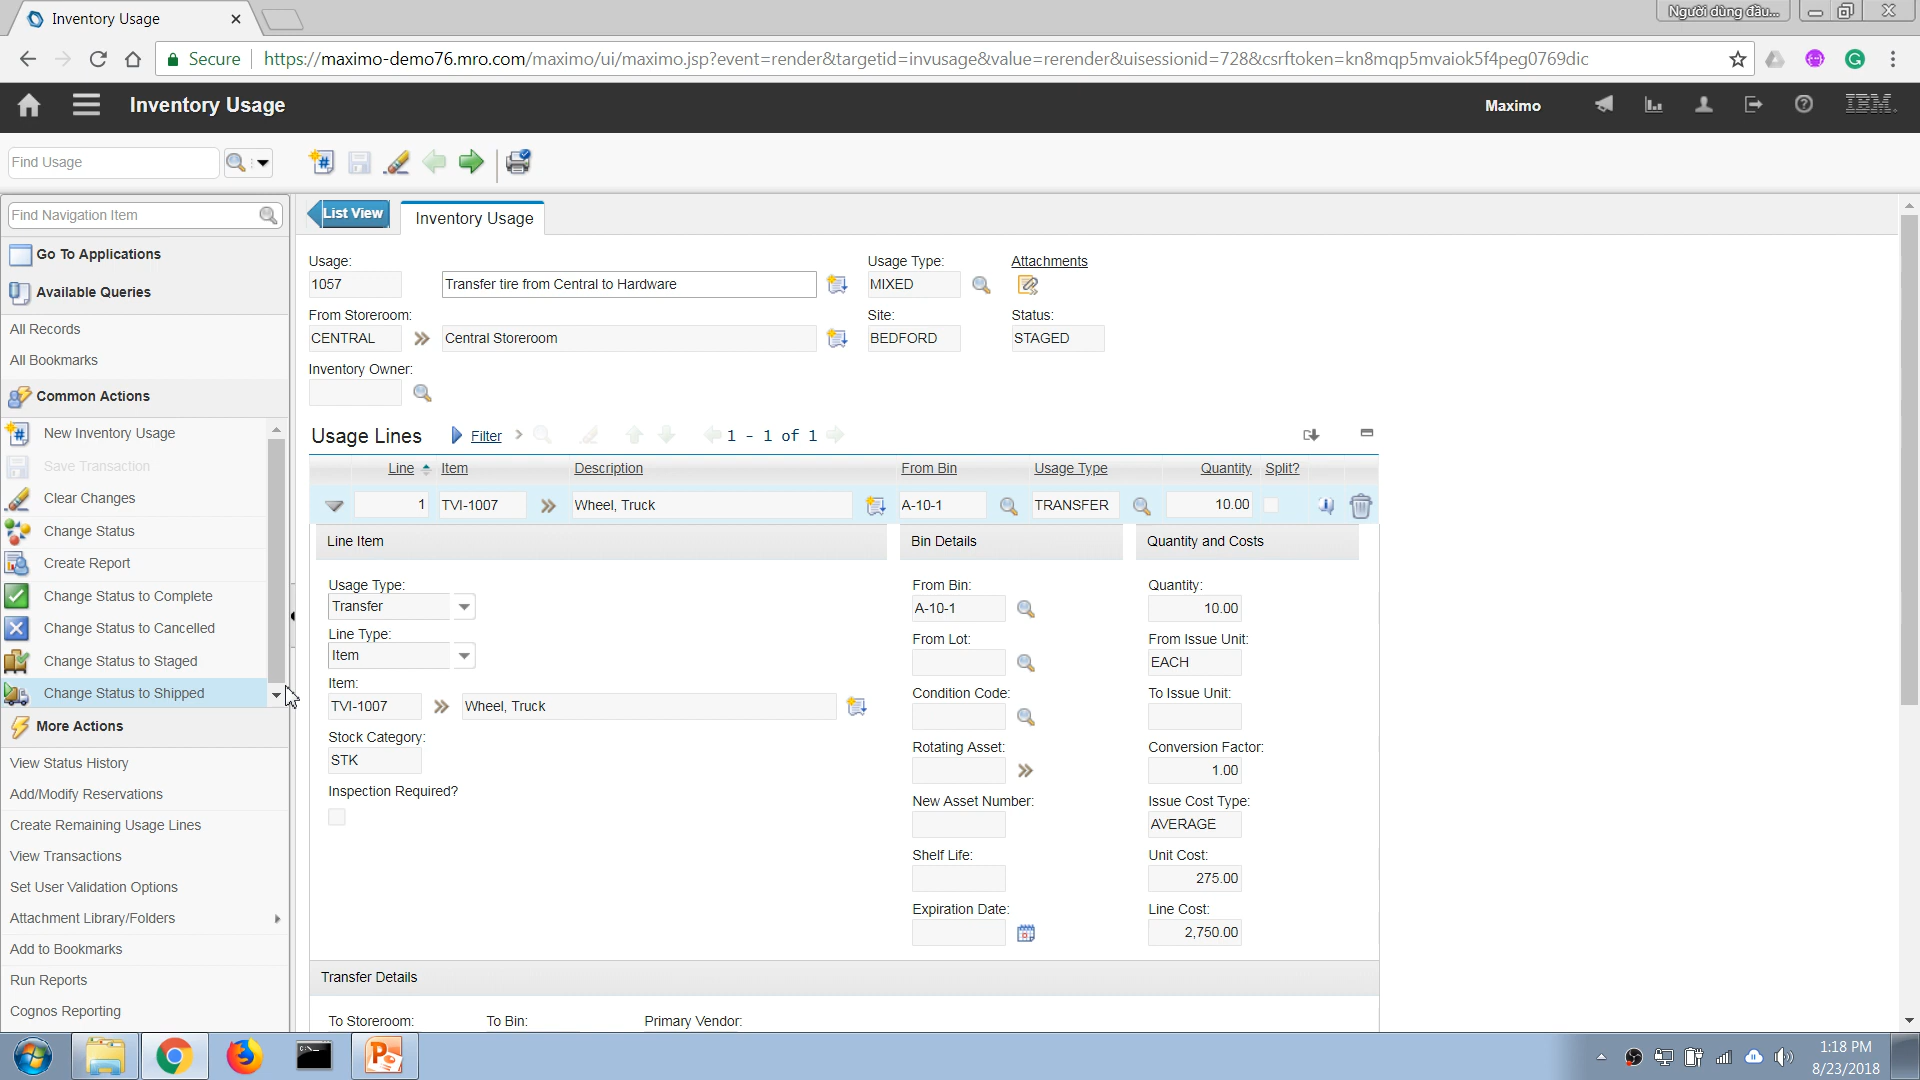 Inventory Usage
Người dùng đầu...
Secure
https://maximo-demo76.mro.com/maximo/ui/maximo.jsp?event=render&targetid=invusage&value=rerender&uisessionid=728&csrftoken=kn8mqp5mvaiok5f4peg0769dic
Inventory Usage
Maximo
IBM.
Find Usage
Find Navigation Item
Go To Applications
Available Queries
All Records
All Bookmarks
Common Actions
New Inventory Usage
Save Transaction
Clear Changes
Change Status
Create Report
Change Status to Complete
Change Status to Cancelled
Change Status to Staged
Change Status to Shipped
More Actions
View Status History
Add/Modify Reservations
Create Remaining Usage Lines
View Transactions
Set User Validation Options
Attachment Library/Folders
Add to Bookmarks
Run Reports
Cognos Reporting
List View
Inventory Usage
Usage: Usage Type: Attachments
1057 Transfer tire from Central to Hardware MIXED
From Storeroom: Site: Status:
CENTRAL Central Storeroom BEDFORD STAGED
Inventory Owner:
Usage Lines Filter 1 - 1 of 1
Line Item Description From Bin Usage Type Quantity Split?
1 TVI-1007 Wheel, Truck A-10-1 TRANSFER 10.00
Line Item Bin Details Quantity and Costs
Usage Type:
Transfer
Line Type:
Item
Item:
TVI-1007 Wheel, Truck
Stock Category:
STK
Inspection Required?
From Bin:
A-10-1
From Lot:
Condition Code:
Rotating Asset:
New Asset Number:
Shelf Life:
Expiration Date:
Quantity:
10.00
From Issue Unit:
EACH
To Issue Unit:
Conversion Factor:
1.00
Issue Cost Type:
AVERAGE
Unit Cost:
275.00
Line Cost:
2,750.00
Transfer Details
To Storeroom: To Bin: Primary Vendor:
1:18 PM
8/23/2018